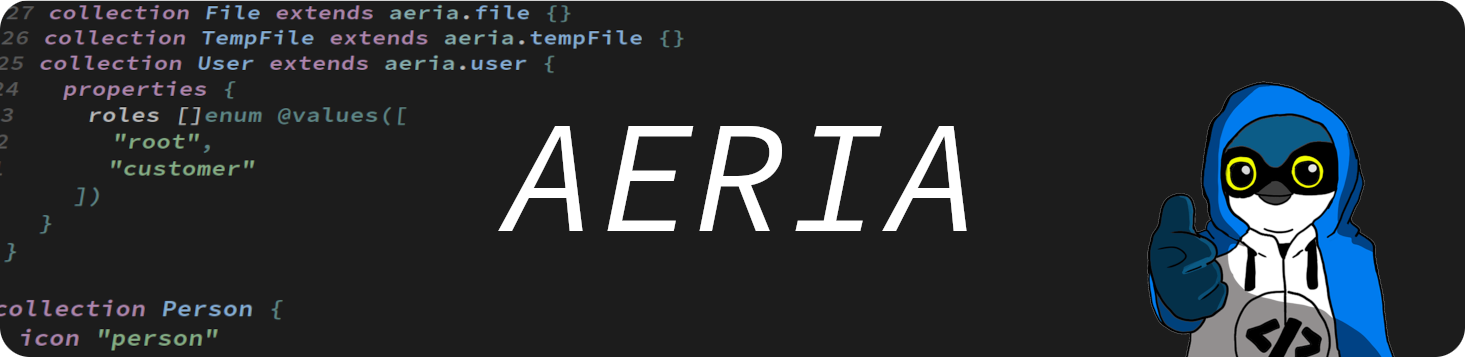 27 collection File extends aeria.file {}
26 collection TempFile extends aeria.tempFile {}
25 collection User extends aeria.user {
24 properties {
3 roles []enum @values([
2 "root",
"customer"
])
}
}
collection Person {
icon "person"
AERIA